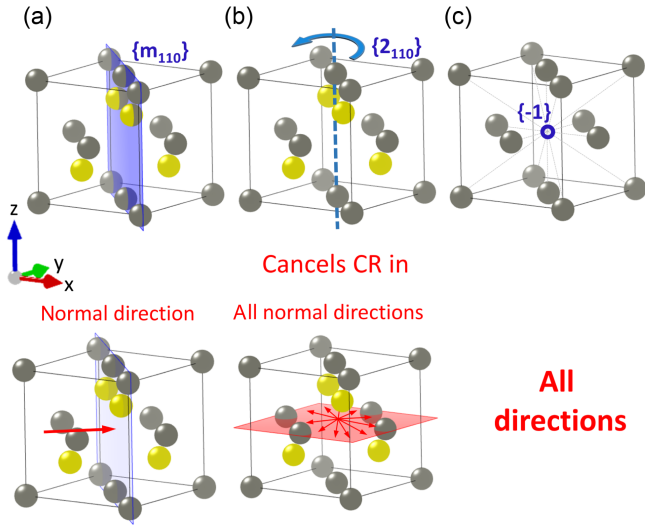 (a)
(b)
(c)
{m₁₁₀}
{2₁₁₀}
{-1}
z
y
x
Cancels CR in
Normal direction
All normal directions
All
directions